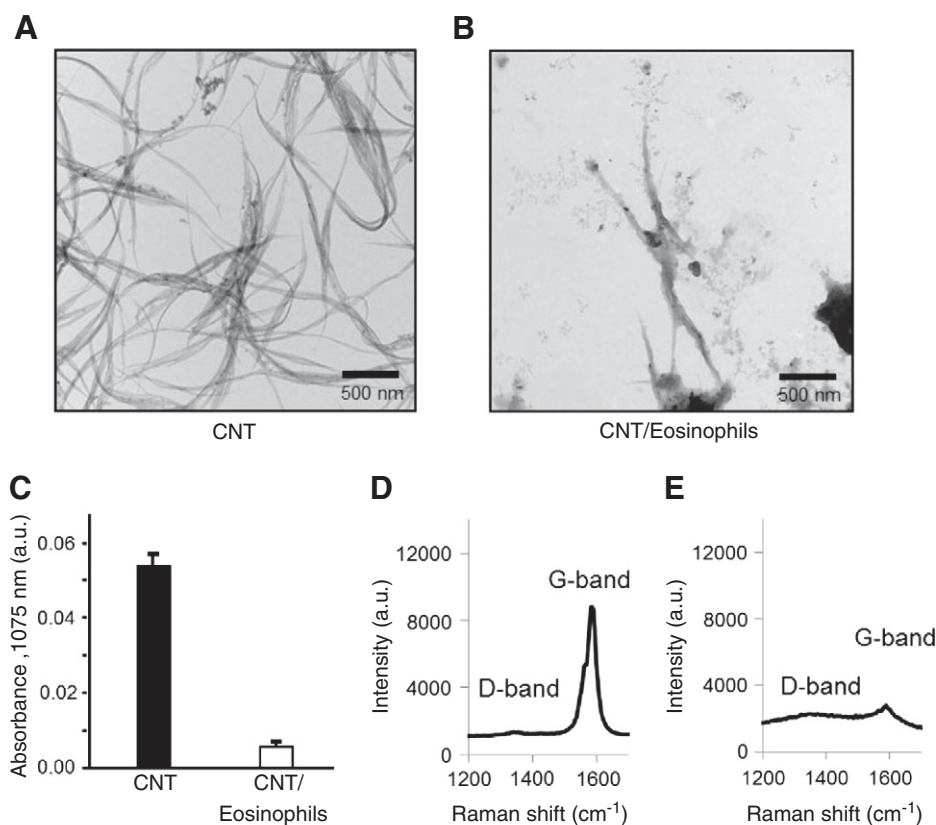 A
B
500 nm
500 nm
CNT
CNT/Eosinophils
C
D
E
Absorbance ,1075 nm (a.u.)
0.06
0.04
0.02
0.00
CNT
CNT/
Eosinophils
Intensity (a.u.)
12000
8000
4000
0
G-band
D-band
1200
1400
1600
Raman shift (cm-1)
Intensity (a.u.)
12000
8000
4000
0
G-band
D-band
1200
1400
1600
Raman shift (cm-1)